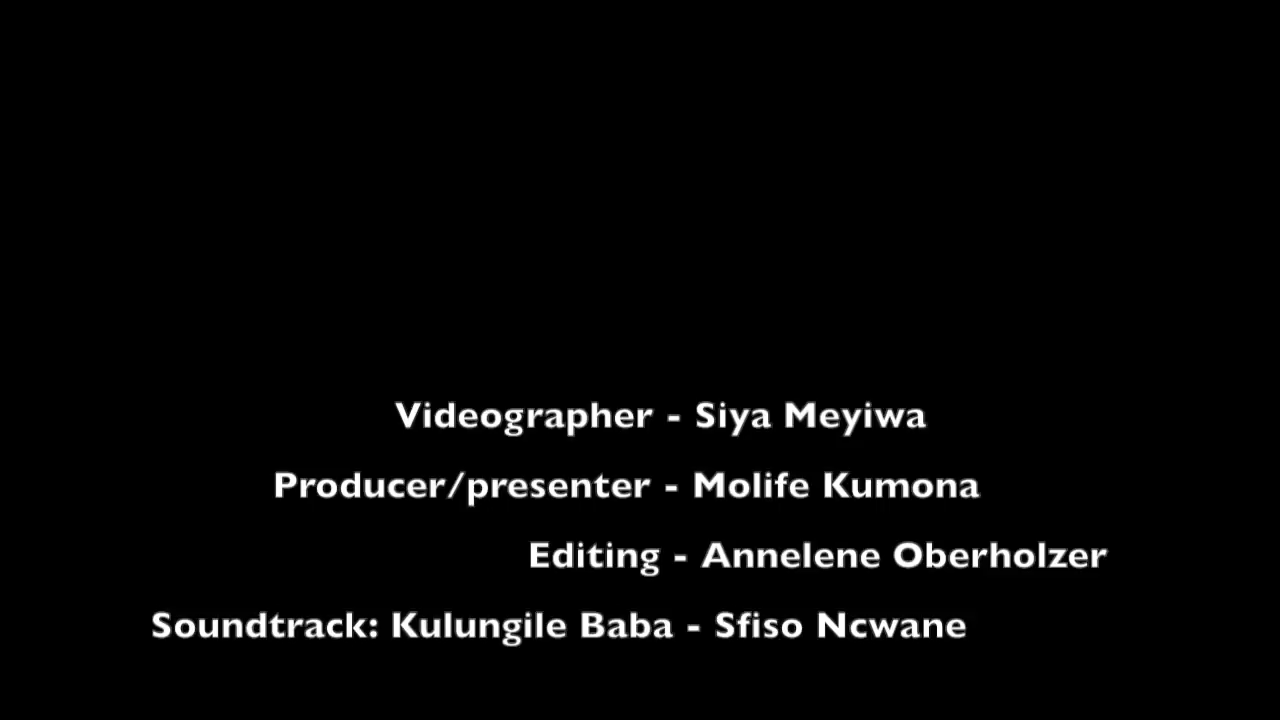 Videographer - Siya Meyiwa
Producer/presenter - Molife Kumona
Editing - Annelene Oberholzer
Soundtrack: Kulungile Baba - Sfiso Ncwane